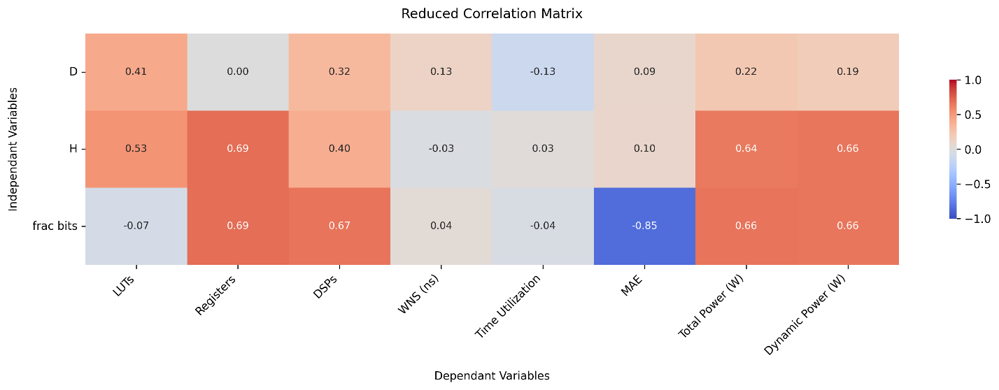 Reduced Correlation Matrix
Independant Variables
D
0.41 0.00 0.32 0.13 -0.13 0.09 0.22 0.19
H
0.53 0.69 0.40 -0.03 0.03 0.10 0.64 0.66
frac bits
-0.07 0.69 0.67 0.04 -0.04 -0.85 0.66 0.66
LUTs
Registers
DSPs
WNS (ns)
Time Utilization
MAE
Total Power (W)
Dynamic Power (W)
Dependant Variables
1.0
0.5
0.0
−0.5
−1.0